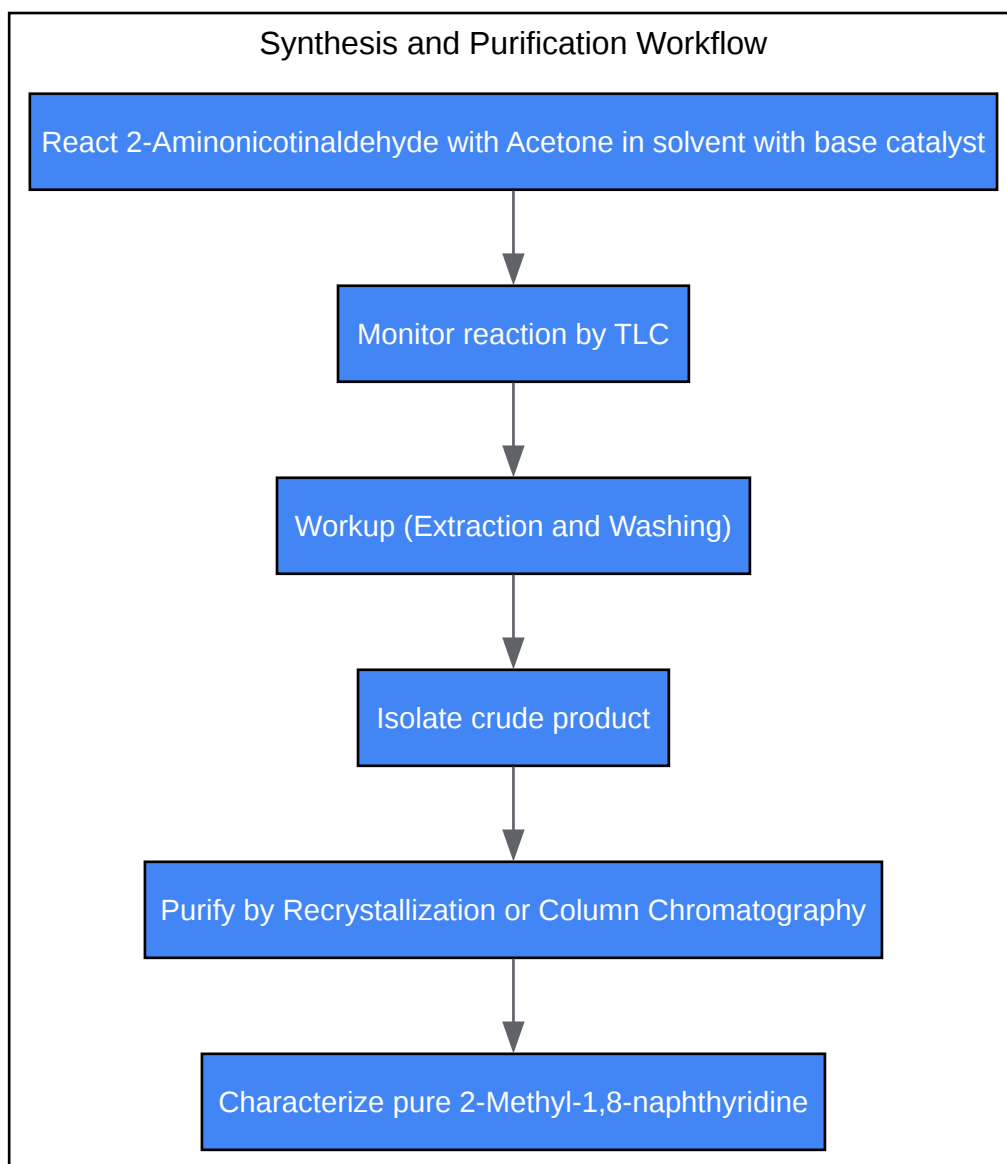 Synthesis and Purification Workflow
React 2-Aminonicotinaldehyde with Acetone in solvent with base catalyst
Monitor reaction by TLC
Workup (Extraction and Washing)
Isolate crude product
Purify by Recrystallization or Column Chromatography
Characterize pure 2-Methyl-1,8-naphthyridine